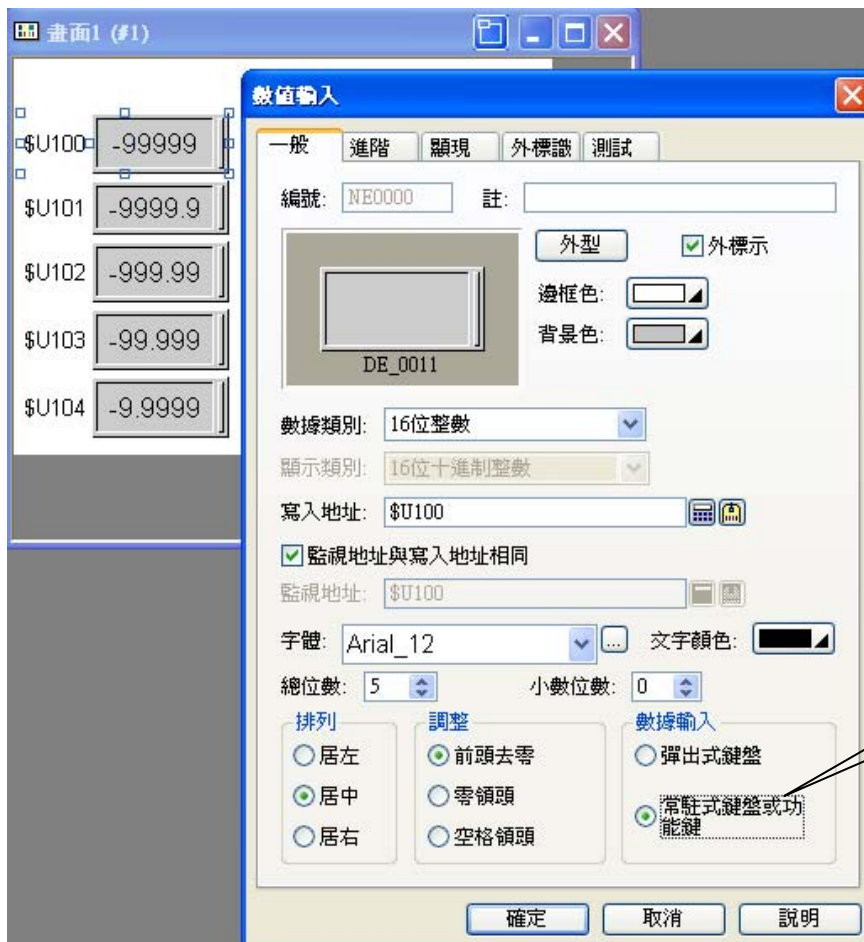 畫面1 (#1)
$U100 -99999
$U101 -9999.9
$U102 -999.99
$U103 -99.999
$U104 -9.9999
數值輸入
一般 進階 顯現 外標識 測試
編號: NE0000 註:
外型 外標示
邊框色:
背景色:
DE_0011
數據類別: 16位整數
顯示類別: 16位十進制整數
寫入地址: $U100
監視地址與寫入地址相同
監視地址: $U100
字體: Arial_12 ... 文字顏色:
總位數: 5 小數位數: 0
排列 調整 數據輸入
居左 前頭去零 彈出式鍵盤
居中 零領頭 常駐式鍵盤或功
能鍵
居右 空格領頭
確定 取消 說明